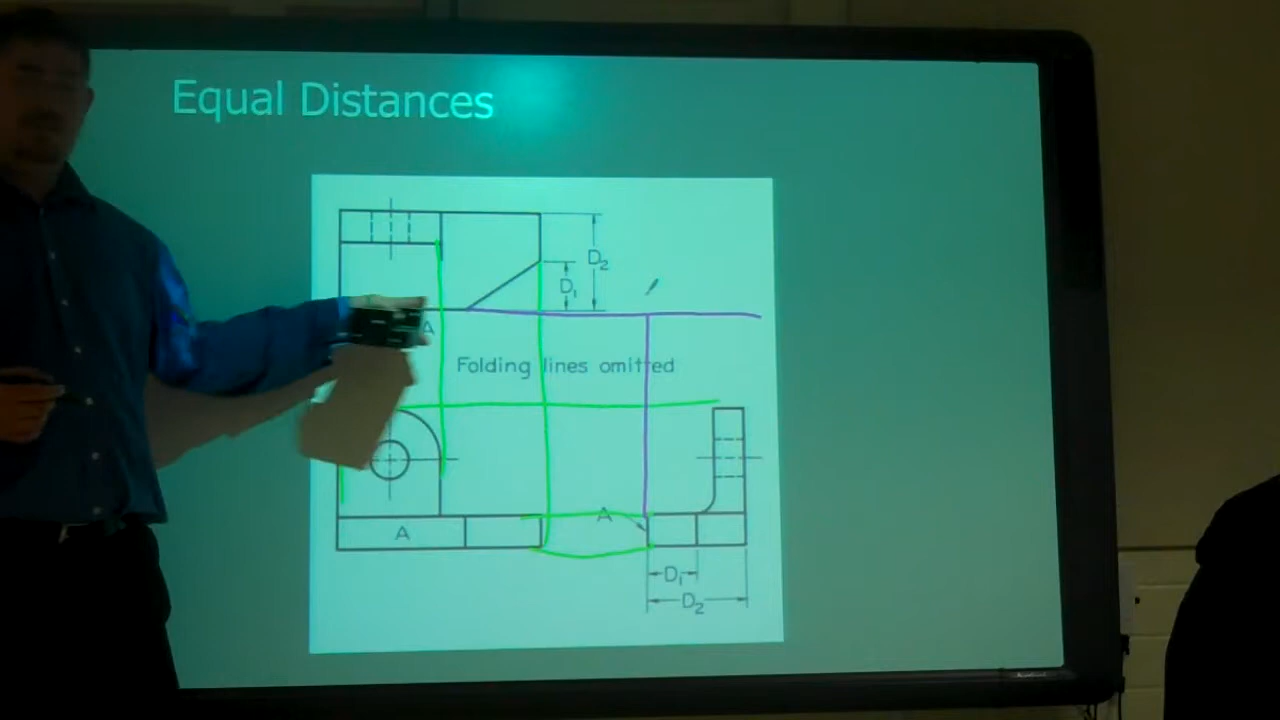 Equal Distances
D2
D1
A
Folding lines omitted
A
A
D1
D2